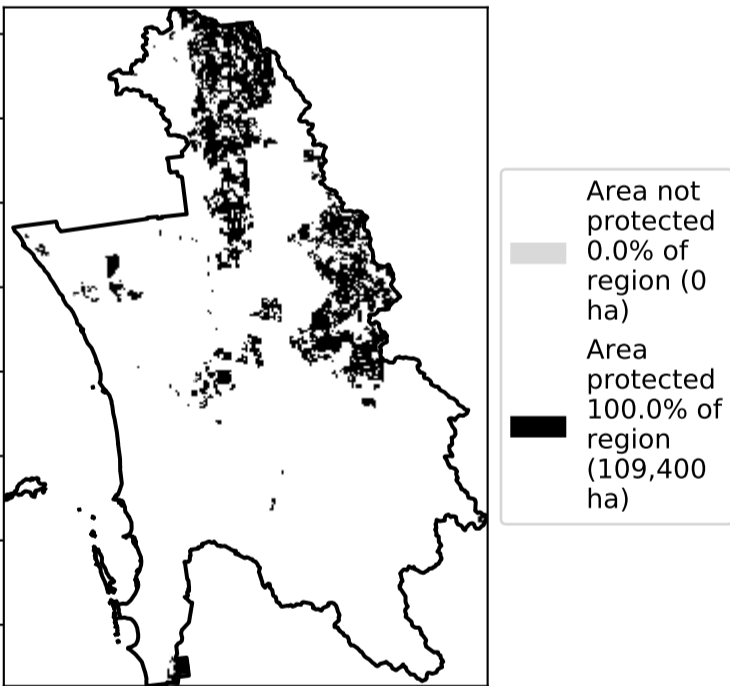 Area not
protected
0.0% of
region (0
ha)
Area
protected
100.0% of
region
(109,400
ha)